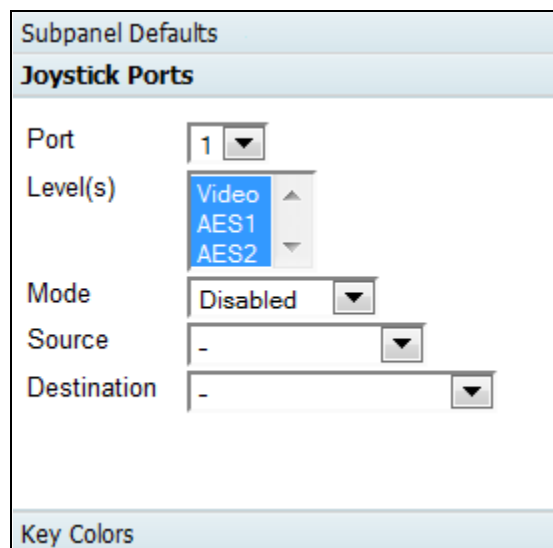 Subpanel Defaults
Joystick Ports
Port 1
Level(s) Video
AES1
AES2
Mode Disabled
Source -
Destination -
Key Colors